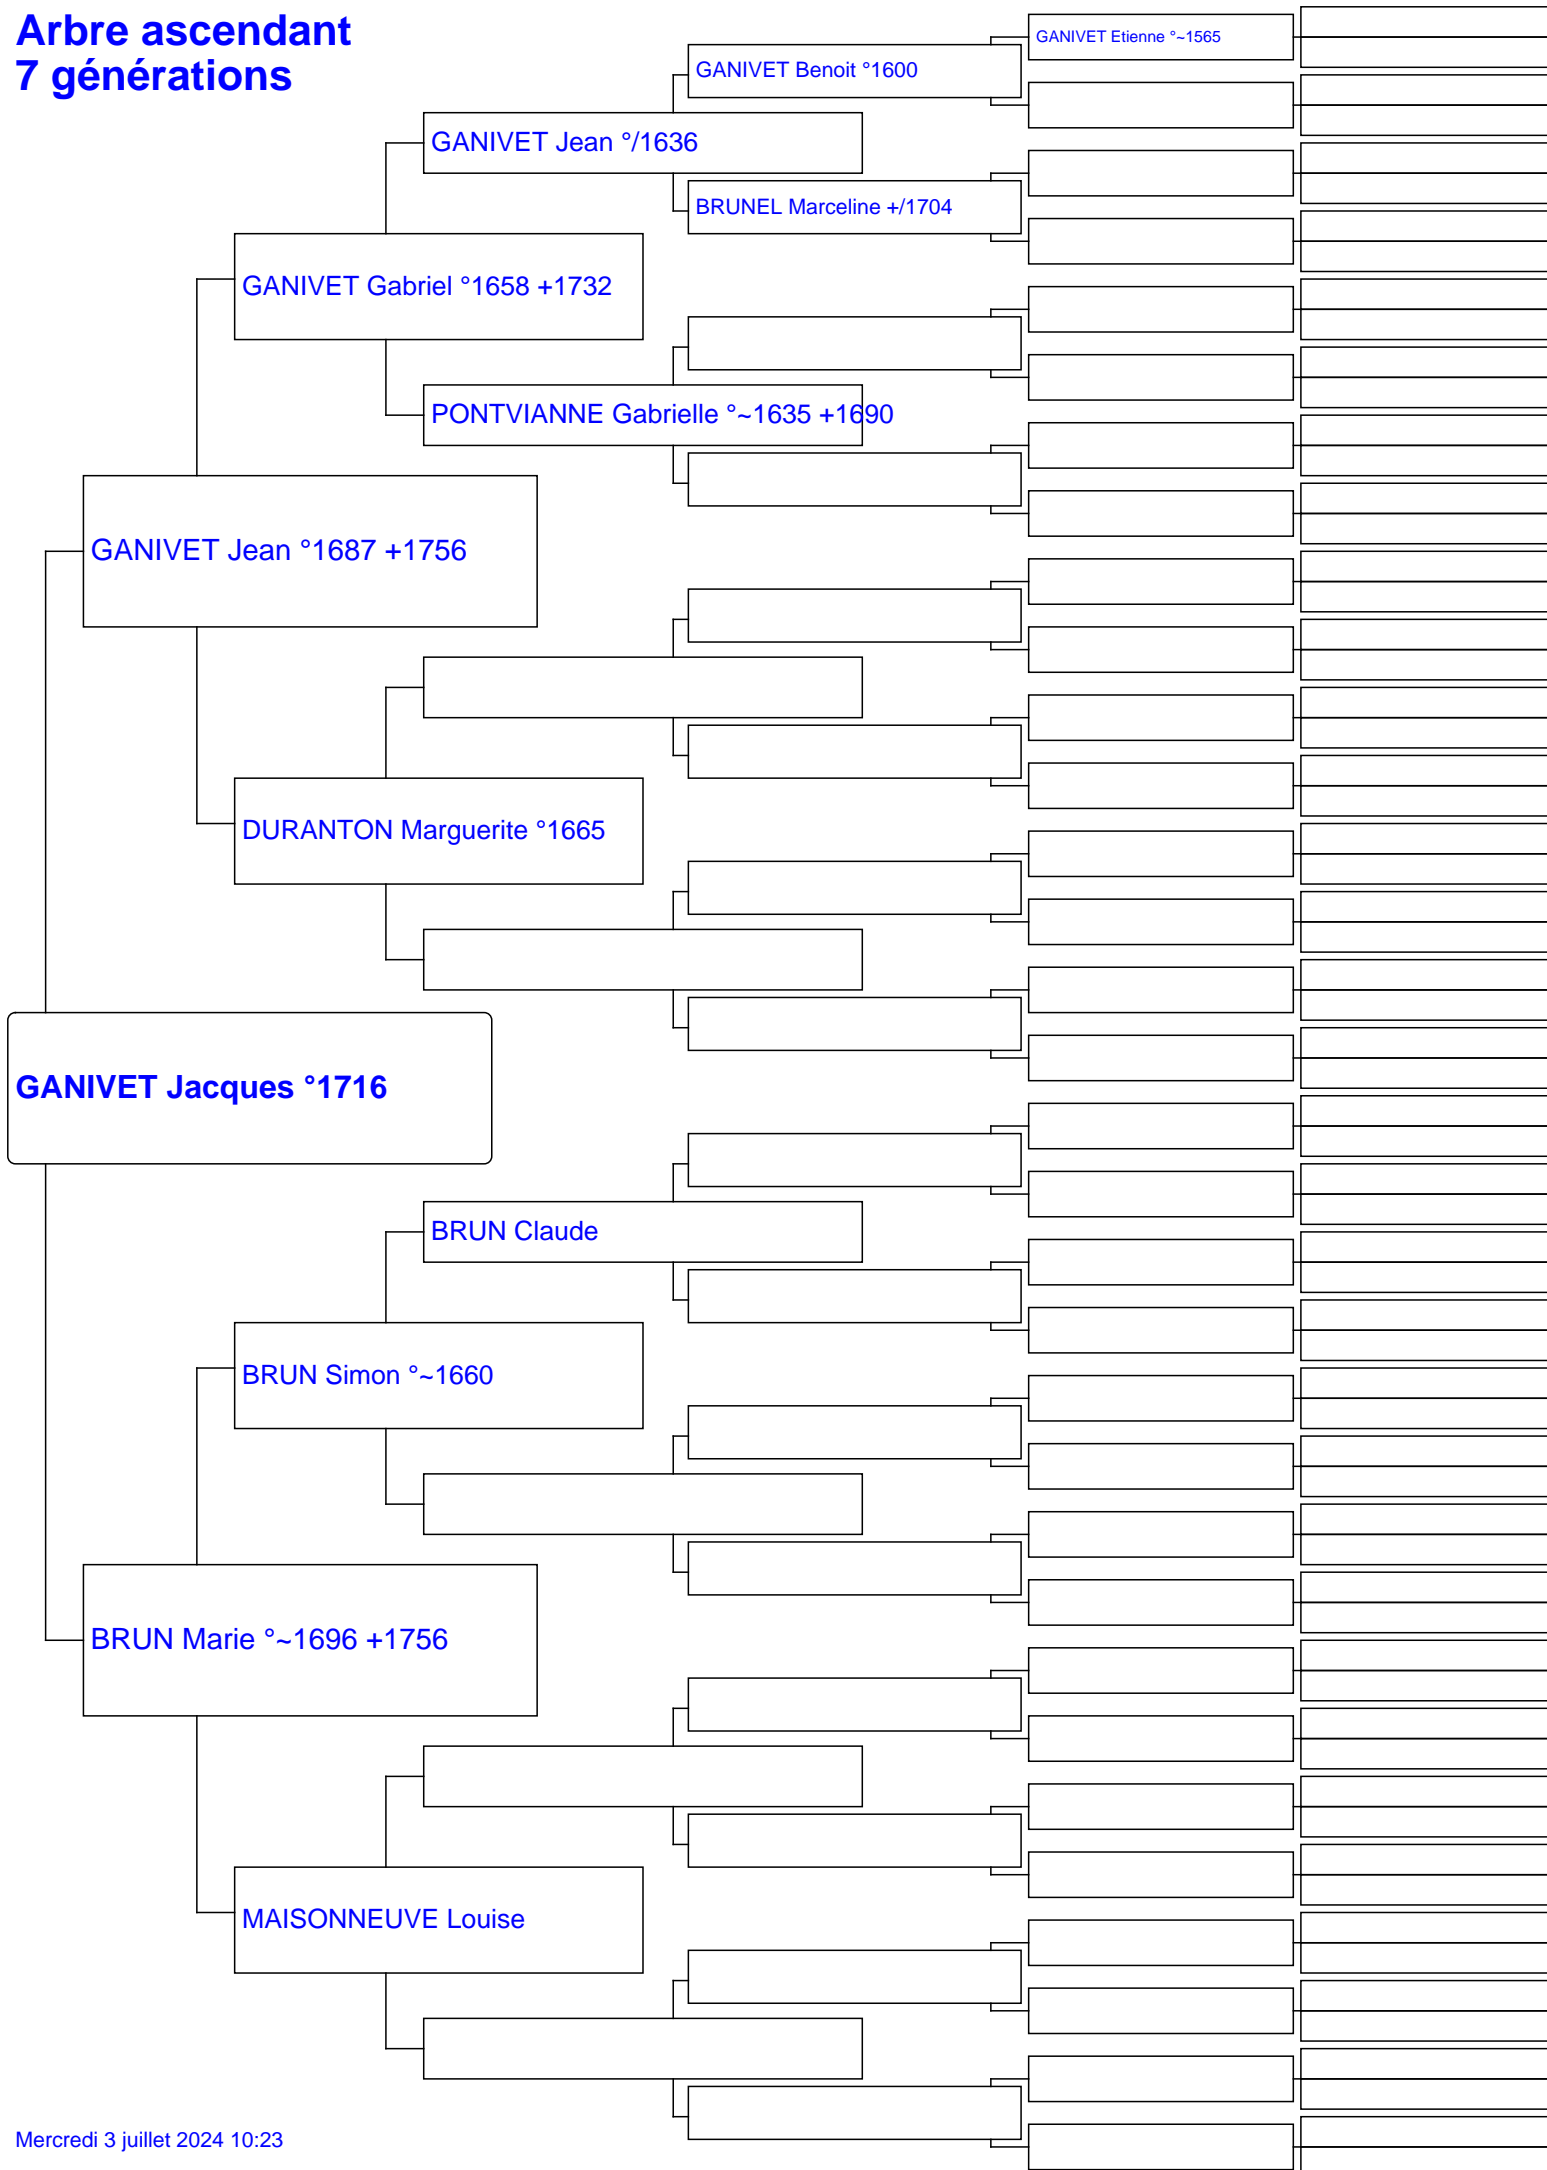 Arbre ascendant
7 générations
GANIVET Etienne °~1565
GANIVET Benoit °1600
GANIVET Jean °/1636
BRUNEL Marceline +/1704
GANIVET Gabriel °1658 +1732
PONTVIANNE Gabrielle °~1635 +1690
GANIVET Jean °1687 +1756
DURANTON Marguerite °1665
GANIVET Jacques °1716
BRUN Claude
BRUN Simon °~1660
BRUN Marie °~1696 +1756
MAISONNEUVE Louise
Mercredi 3 juillet 2024 10:23